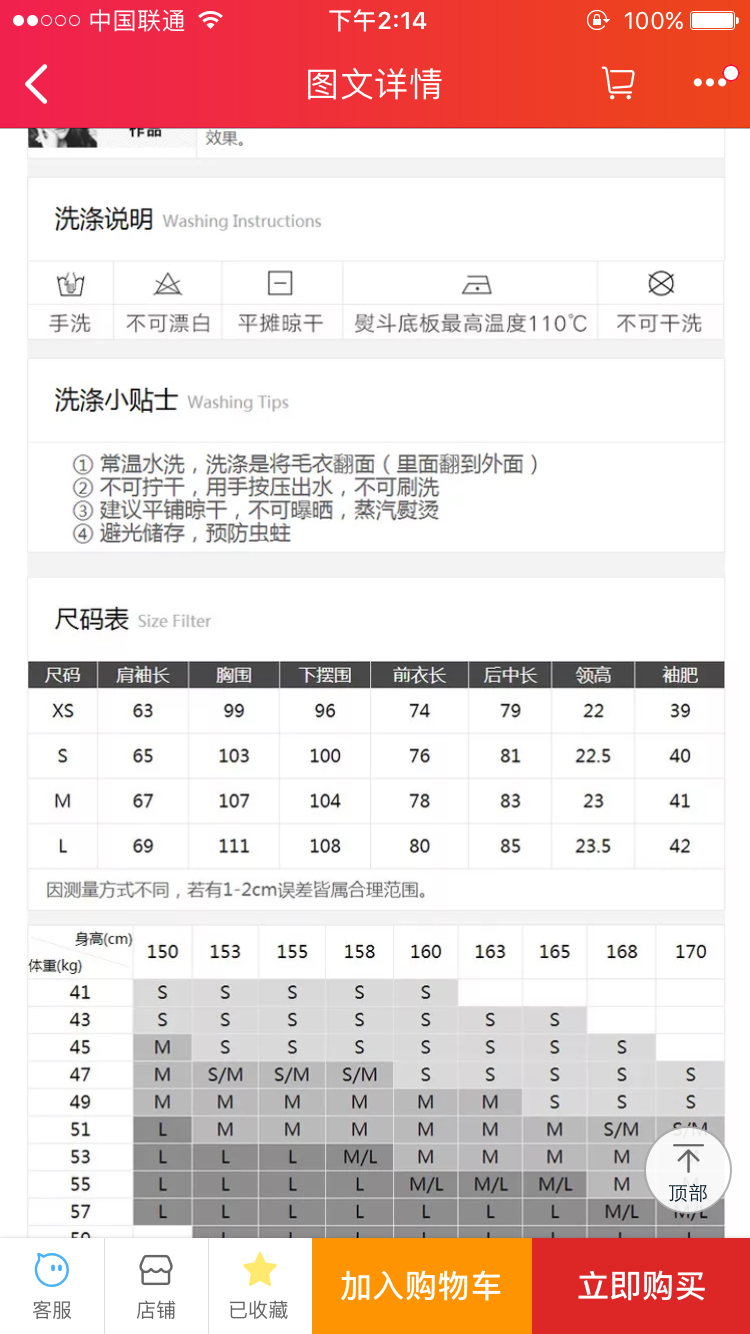 中国联通 下午2:14 100%
图文详情
作品 效果。
洗涤说明 Washing Instructions
手洗 不可漂白 平摊晾干 熨斗底板最高温度110℃ 不可干洗
洗涤小贴士 Washing Tips
① 常温水洗，洗涤是将毛衣翻面（里面翻到外面）
② 不可拧干，用手按压出水，不可刷洗
③ 建议平铺晾干，不可曝晒，蒸汽熨烫
④ 避光储存，预防虫蛀
尺码表 Size Filter
尺码 肩袖长 胸围 下摆围 前衣长 后中长 领高 袖肥
XS 63 99 96 74 79 22 39
S 65 103 100 76 81 22.5 40
M 67 107 104 78 83 23 41
L 69 111 108 80 85 23.5 42
因测量方式不同，若有1-2cm误差皆属合理范围。
身高(cm) 150 153 155 158 160 163 165 168 170
体重(kg)
41 S S S S S
43 S S S S S S S
45 M S S S S S S S
47 M S/M S/M S/M S S S S S
49 M M M M M M S S S
51 L M M M M M M S/M S/M
53 L L L M/L M M M M
55 L L L L M/L M/L M/L M
57 L L L L L L L M/L M/L
顶部
客服 店铺 已收藏 加入购物车 立即购买